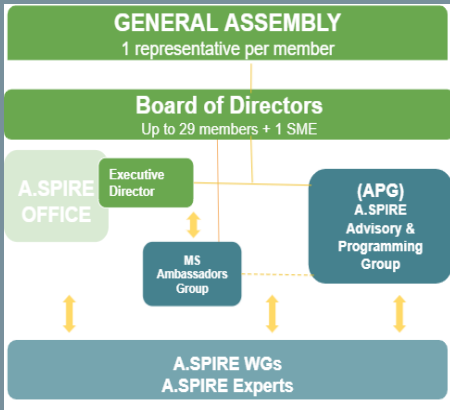 GENERAL ASSEMBLY
1 representative per member
Board of Directors
Up to 29 members + 1 SME
A.SPIRE
OFFICE
Executive
Director
(APG)
A.SPIRE
Advisory &
Programming
Group
MS
Ambassadors
Group
A.SPIRE WGs
A.SPIRE Experts